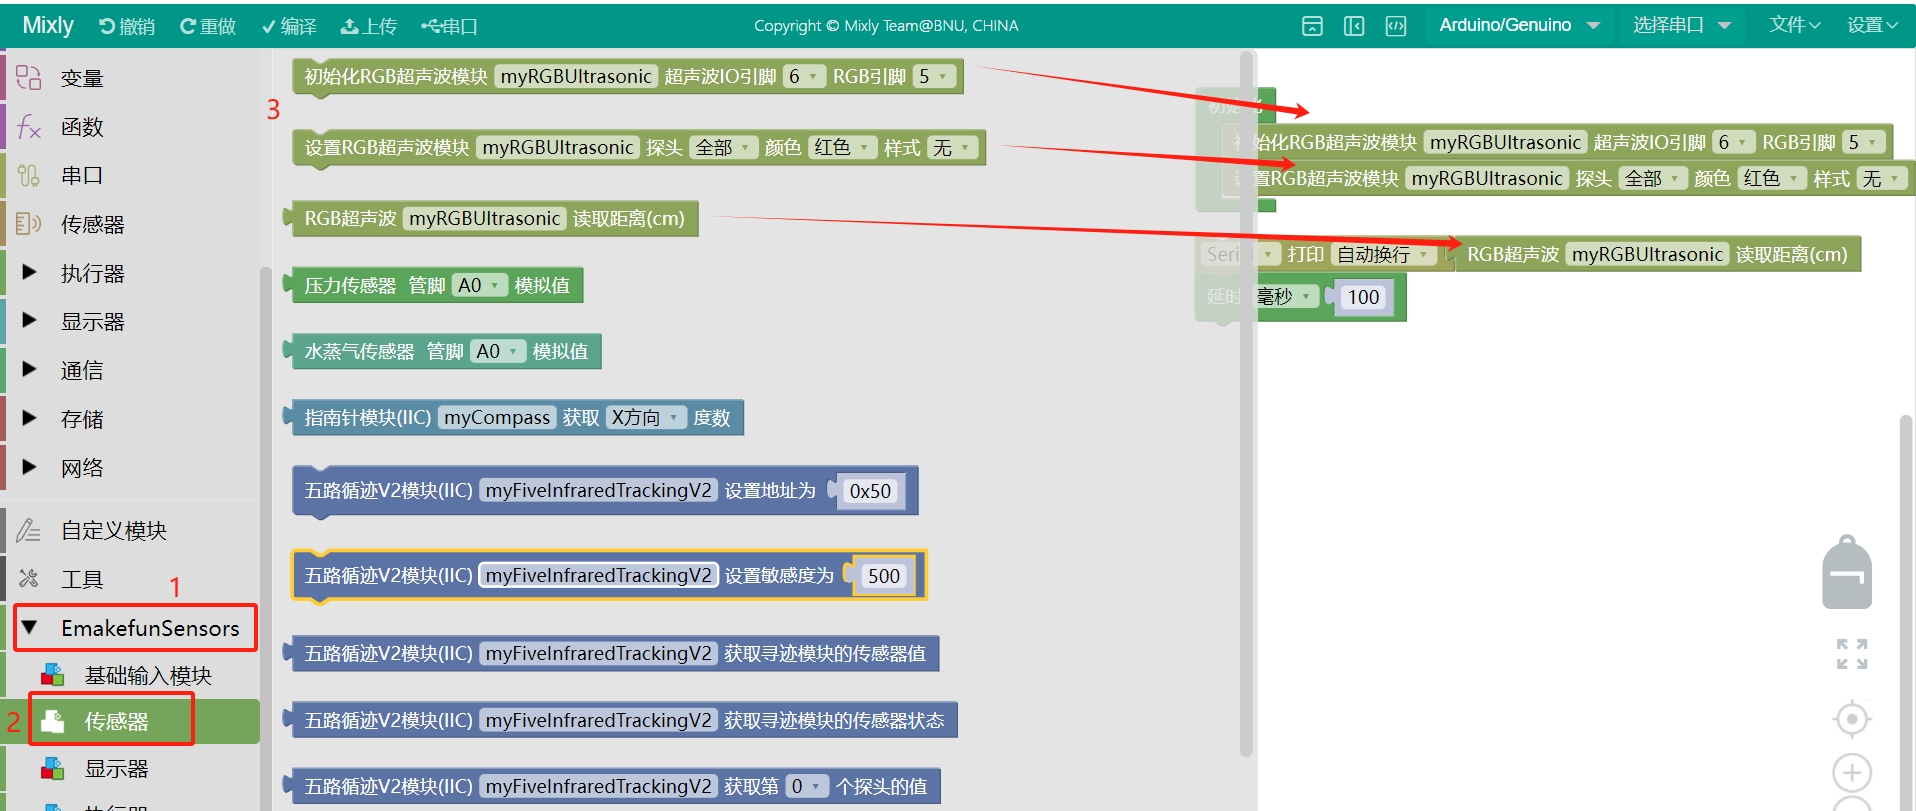 Mixly 撤销 重做 编译 上传 串口 Copyright © Mixly Team@BNU, CHINA Arduino/Genuino 选择串口 文件 设置
变量
函数
串口
传感器
执行器
显示器
通信
存储
网络
自定义模块
工具
1
EmakefunSensors
基础输入模块
2 传感器
显示器
执行器
3
初始化RGB超声波模块 myRGBUltrasonic 超声波IO引脚 6 RGB引脚 5
设置RGB超声波模块 myRGBUltrasonic 探头 全部 颜色 红色 样式 无
RGB超声波 myRGBUltrasonic 读取距离(cm)
压力传感器 管脚 A0 模拟值
水蒸气传感器 管脚 A0 模拟值
指南针模块(IIC) myCompass 获取 X方向 度数
五路循迹V2模块(IIC) myFiveInfraredTrackingV2 设置地址为 0x50
五路循迹V2模块(IIC) myFiveInfraredTrackingV2 设置敏感度为 500
五路循迹V2模块(IIC) myFiveInfraredTrackingV2 获取寻迹模块的传感器值
五路循迹V2模块(IIC) myFiveInfraredTrackingV2 获取寻迹模块的传感器状态
五路循迹V2模块(IIC) myFiveInfraredTrackingV2 获取第 0 个探头的值
初始化
初始化RGB超声波模块 myRGBUltrasonic 超声波IO引脚 6 RGB引脚 5
设置RGB超声波模块 myRGBUltrasonic 探头 全部 颜色 红色 样式 无
Seri 打印 自动换行 RGB超声波 myRGBUltrasonic 读取距离(cm)
延时 毫秒 100